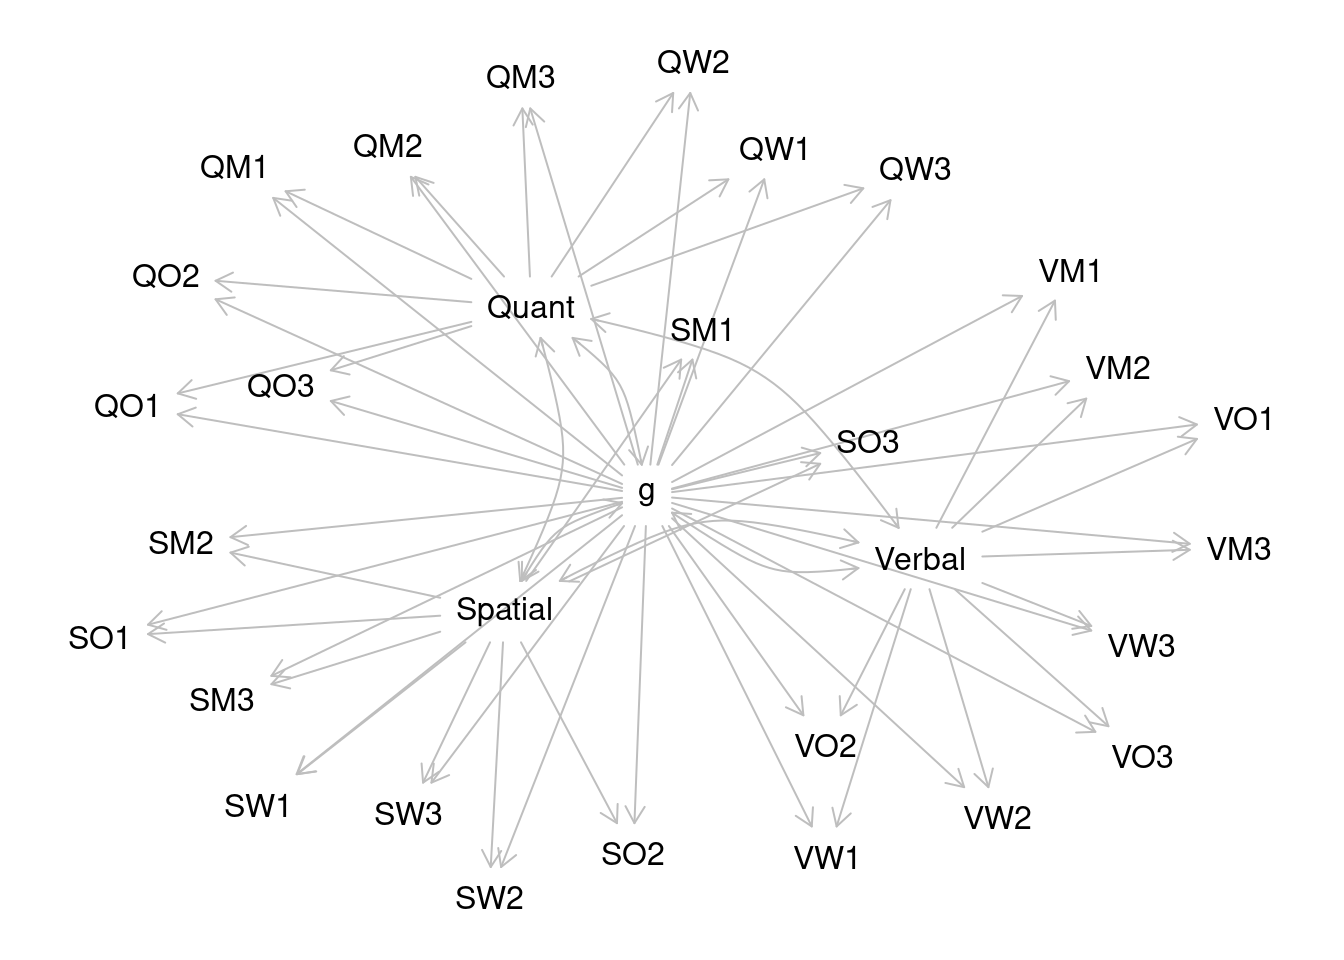 QW2
QM3
QM2
QW1
QM1
QW3
VM1
QO2
Quant
SM1
VM2
QO3
QO1
VO1
SO3
g
SM2
VM3
Verbal
Spatial
SO1
VW3
SM3
VO2
VO3
SW1
SW3
VW2
SO2
VW1
SW2